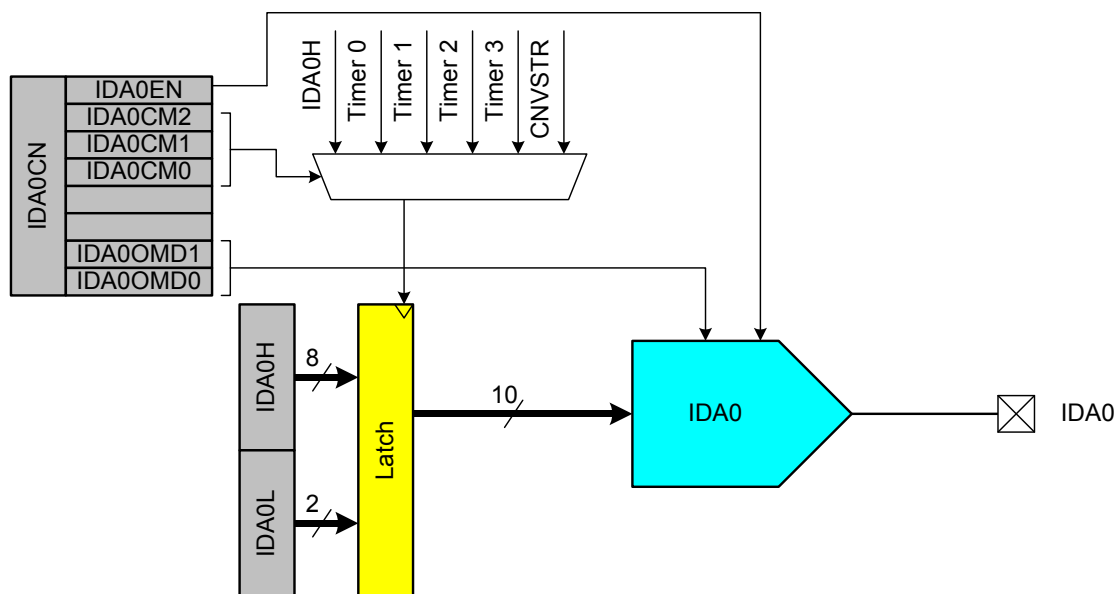 IDA0CN
IDA0EN
IDA0CM2
IDA0CM1
IDA0CM0
IDA0OMD1
IDA0OMD0
IDA0H
Timer 0
Timer 1
Timer 2
Timer 3
CNVSTR
IDA0H
8
IDA0L
2
Latch
10
IDA0
IDA0